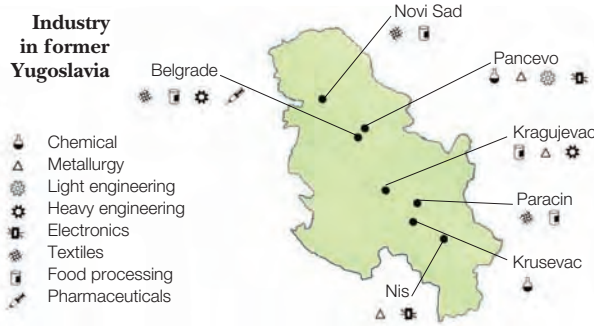 Industry
in former
Yugoslavia
Novi Sad
Pancevo
Belgrade
Kragujevac
Paracin
Krusevac
Nis
Chemical
Metallurgy
Light engineering
Heavy engineering
Electronics
Textiles
Food processing
Pharmaceuticals